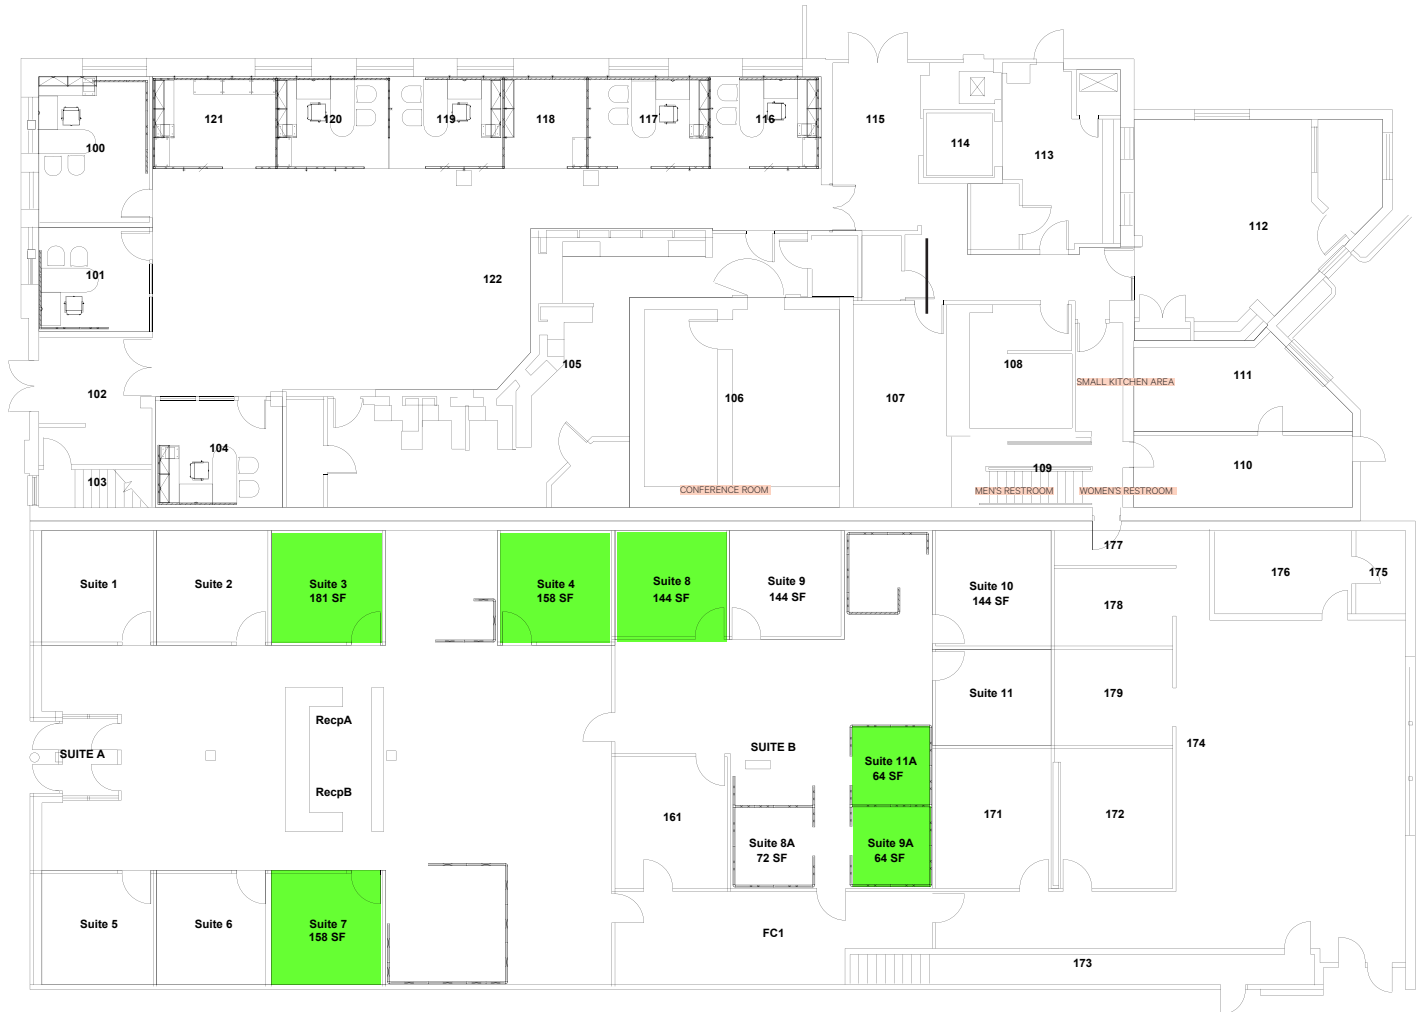 121
120
119
118
117
116
115
114
113
100
112
101
122
105
108
SMALL KITCHEN AREA
111
102
106
107
104
103
109
110
CONFERENCE ROOM
MEN'S RESTROOM
WOMEN'S RESTROOM
177
Suite 1
Suite 2
Suite 3
181 SF
Suite 4
158 SF
Suite 8
144 SF
Suite 9
144 SF
Suite 10
144 SF
178
176
175
Suite 11
179
RecpA
SUITE A
SUITE B
174
Suite 11A
64 SF
RecpB
161
171
172
Suite 8A
72 SF
Suite 9A
64 SF
Suite 5
Suite 6
Suite 7
158 SF
FC1
173